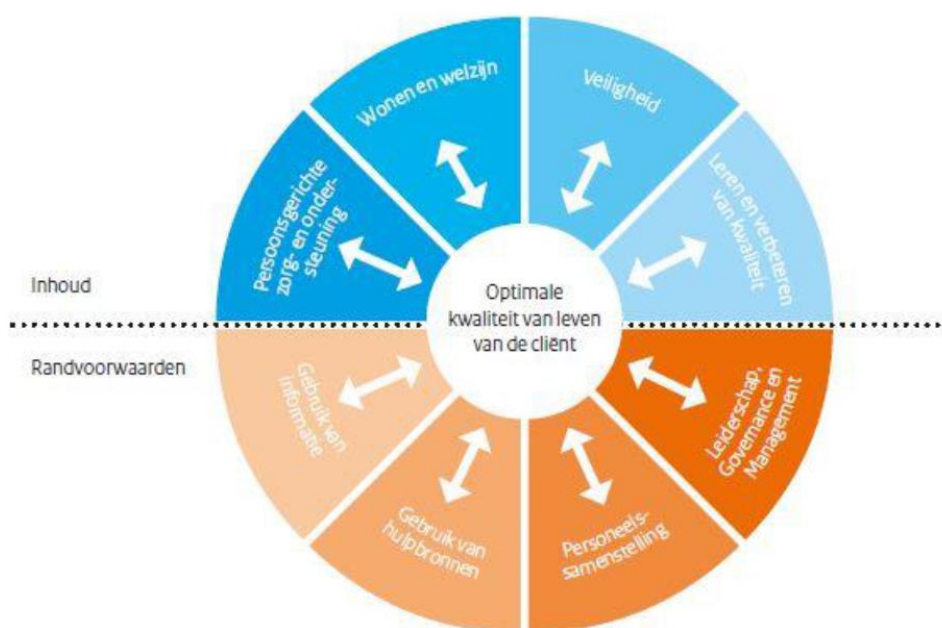 Wonen en welzijn
Veiligheid
Persoonsgerichte
zorg- en onder-
steuning
Leren en verbeteren
van kwaliteit
Inhoud
Optimale
kwaliteit van leven
van de cliënt
Randvoorwaarden
Gebruik van
informatie
Leiderschap,
Governance en
Management
Gebruik van
hulpbronnen
Personeels-
samenstelling